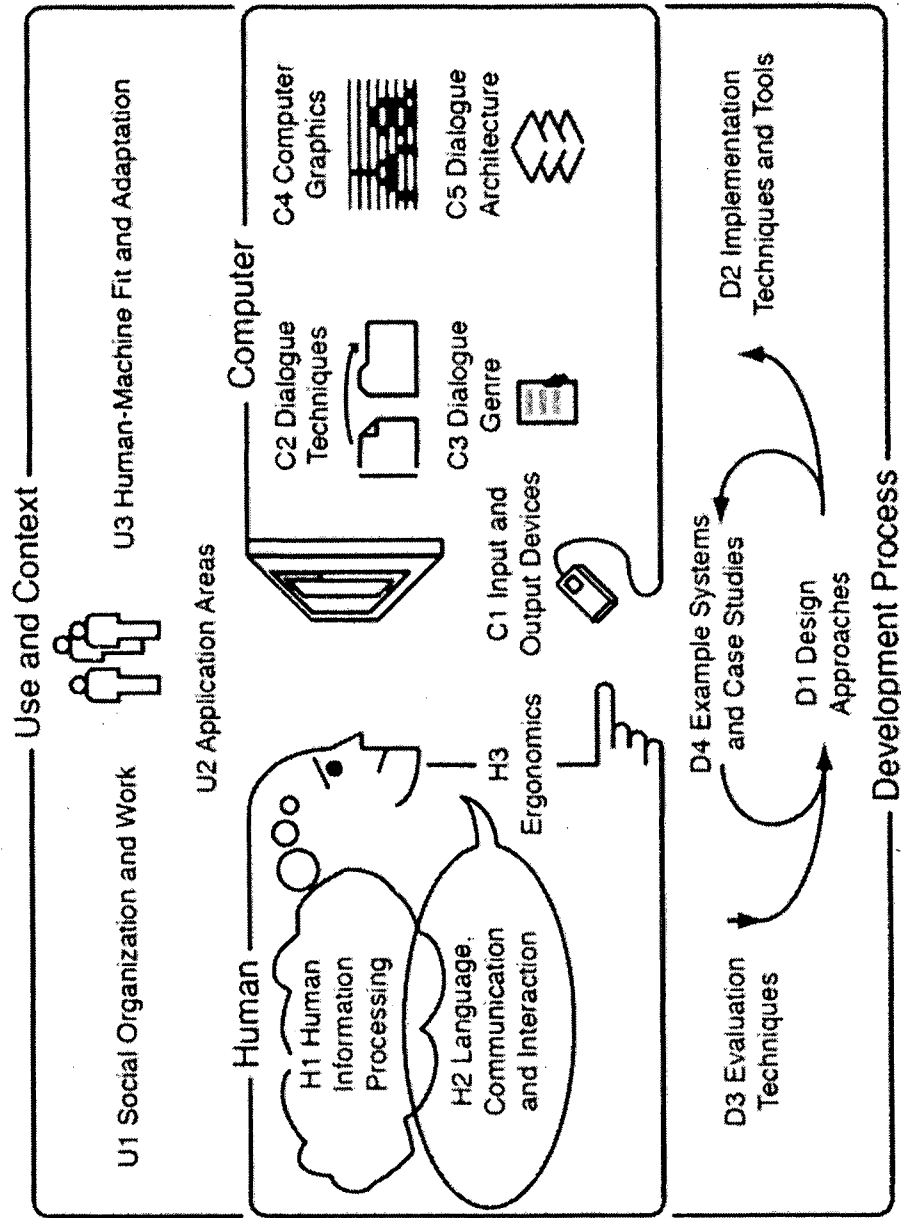 Use and Context
U1 Social Organization and Work
U2 Application Areas
U3 Human-Machine Fit and Adaptation
Human
H1 Human
Information
Processing
H2 Language,
Communication
and Interaction
H3
Ergonomics
Computer
C2 Dialogue
Techniques
C4 Computer
Graphics
C3 Dialogue
Genre
C5 Dialogue
Architecture
C1 Input and
Output Devices
D3 Evaluation
Techniques
D4 Example Systems
and Case Studies
D1 Design
Approaches
D2 Implementation
Techniques and Tools
Development Process